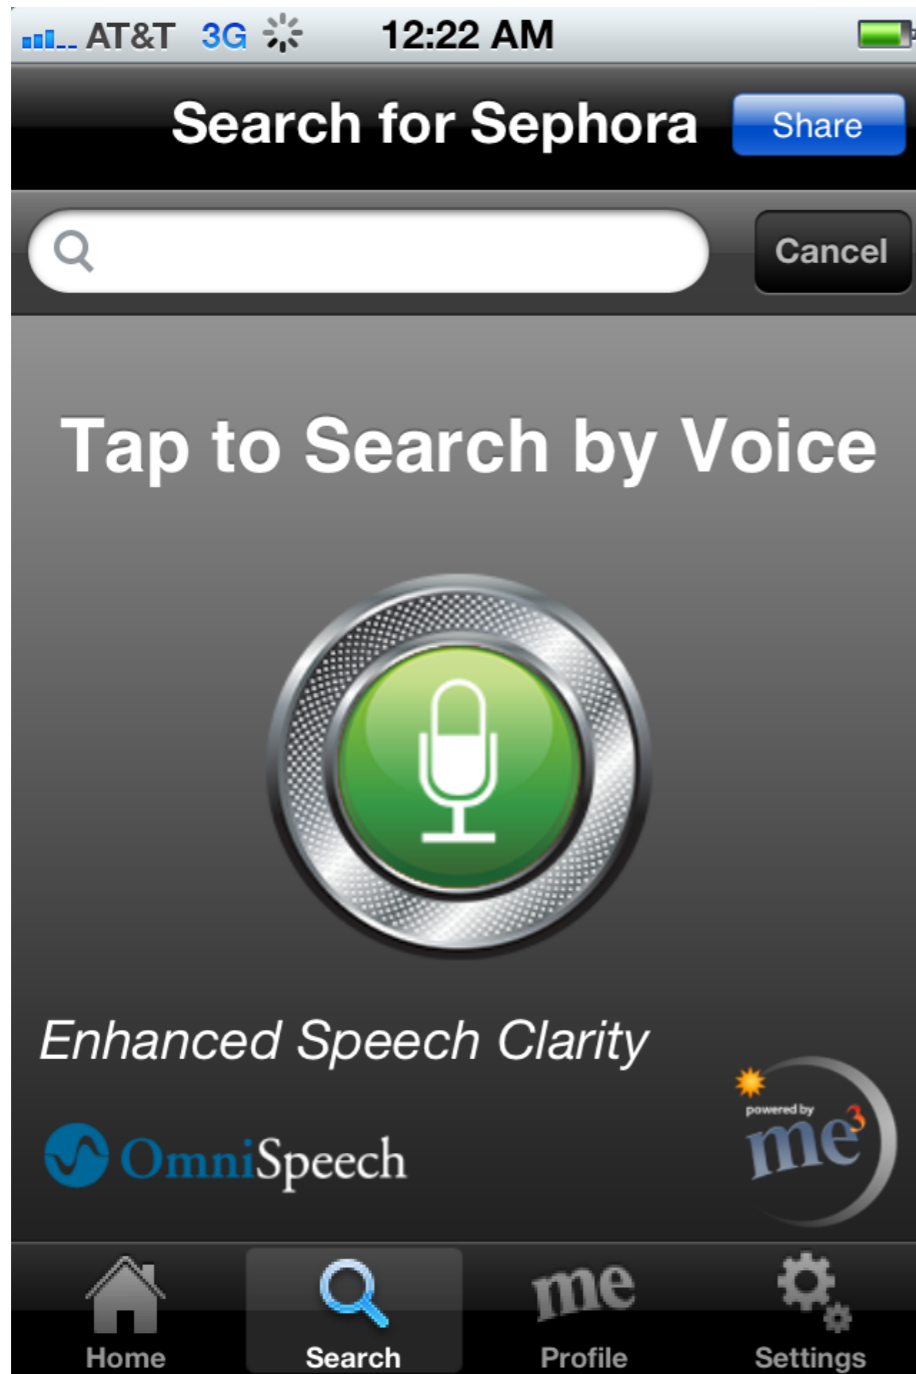 AT&T 3G 12:22 AM
Search for Sephora Share
Cancel
Tap to Search by Voice
Enhanced Speech Clarity
OmniSpeech
powered by
me³
me
Home Search Profile Settings